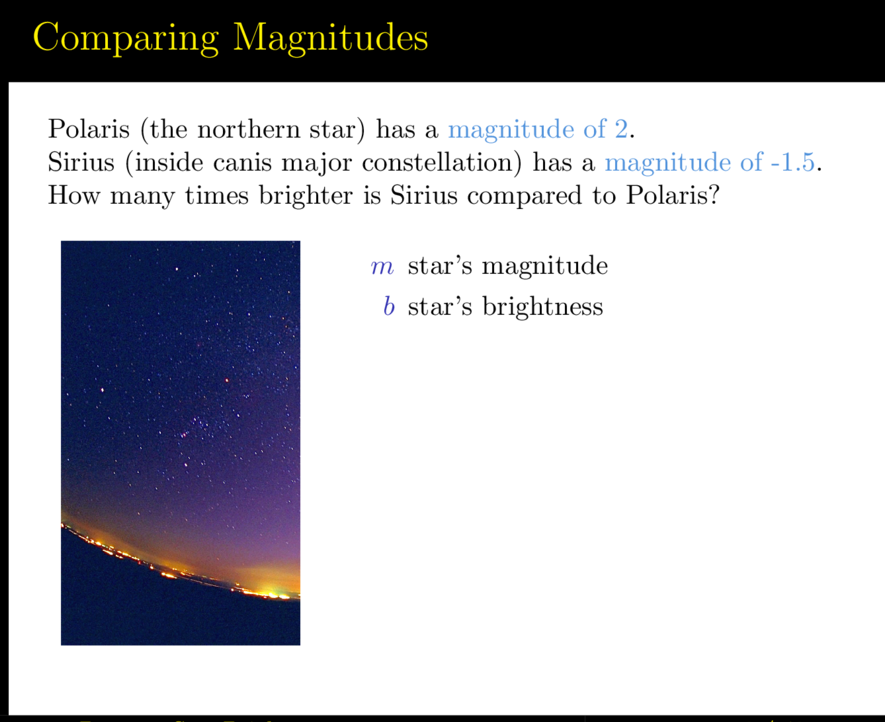 Comparing Magnitudes
Polaris (the northern star) has a magnitude of 2.
Sirius (inside canis major constellation) has a magnitude of -1.5.
How many times brighter is Sirius compared to Polaris?
m star's magnitude
b star's brightness